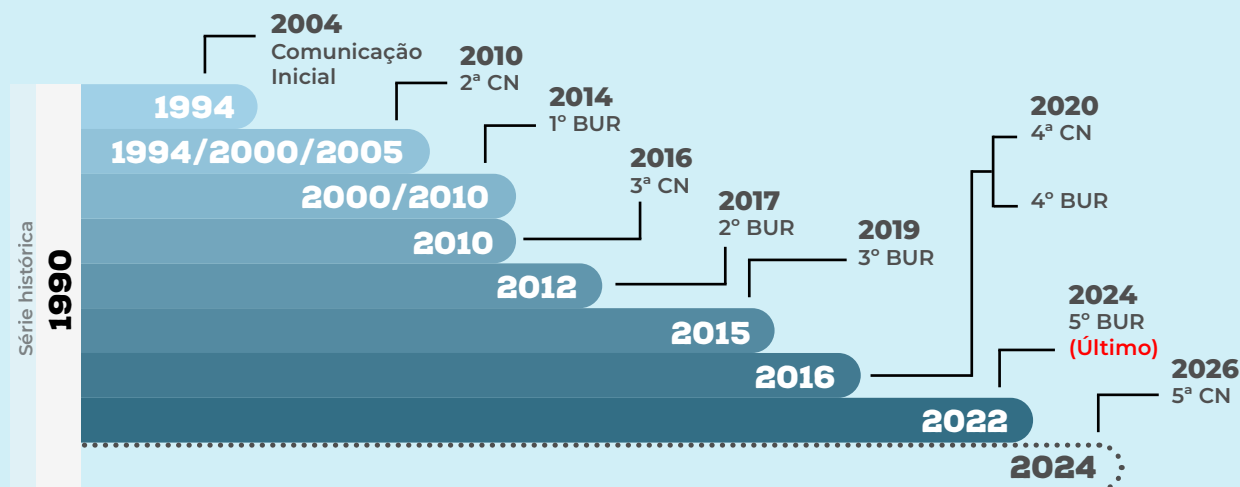 2004
Comunicação
Inicial
2010
2ª CN
2014
1º BUR
2016
3ª CN
2017
2º BUR
2019
3º BUR
2020
4ª CN
4º BUR
2024
5º BUR
(Último)
2026
5ª CN
Série histórica
1990
1994
1994/2000/2005
2000/2010
2010
2012
2015
2016
2022
2024